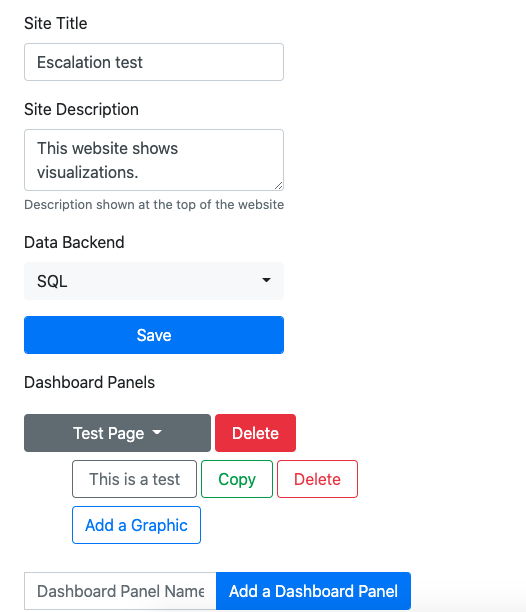 Site Title
Escalation test
Site Description
This website shows
visualizations.
Description shown at the top of the website
Data Backend
SQL
Save
Dashboard Panels
Test Page Delete
This is a test Copy Delete
Add a Graphic
Dashboard Panel Name Add a Dashboard Panel